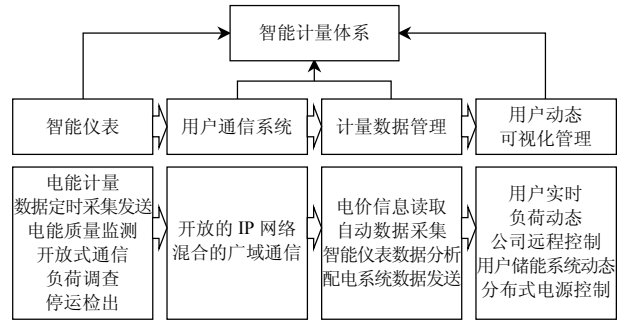 智能计量体系
智能仪表
用户通信系统
计量数据管理
用户动态
可视化管理
电能计量
数据定时采集发送
电能质量监测
开放式通信
负荷调查
停运检出
开放的 IP 网络
混合的广域通信
电价信息读取
自动数据采集
智能仪表数据分析
配电系统数据发送
用户实时
负荷动态
公司远程控制
用户储能系统动态
分布式电源控制